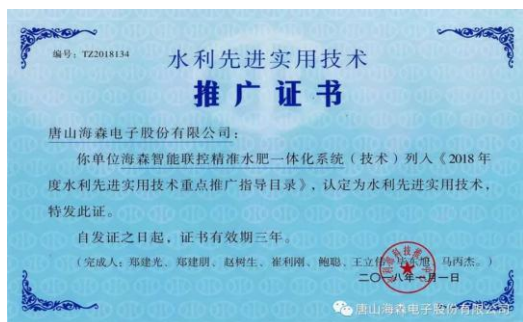 编号：TZ2018134
水利先进实用技术
推广证书
唐山海森电子股份有限公司：
你单位海森智能联控精准水肥一体化系统（技术）列入《2018年
度水利先进实用技术重点推广指导目录》，认定为水利先进实用技术，
特发此证。
自发证之日起，证书有效期三年。
（完成人：郑建光、郑建朋、赵树生、崔利刚、鲍聪、王立伟、 马丙杰。）
二〇一八年 月一日
唐山海森电子股份有限公司